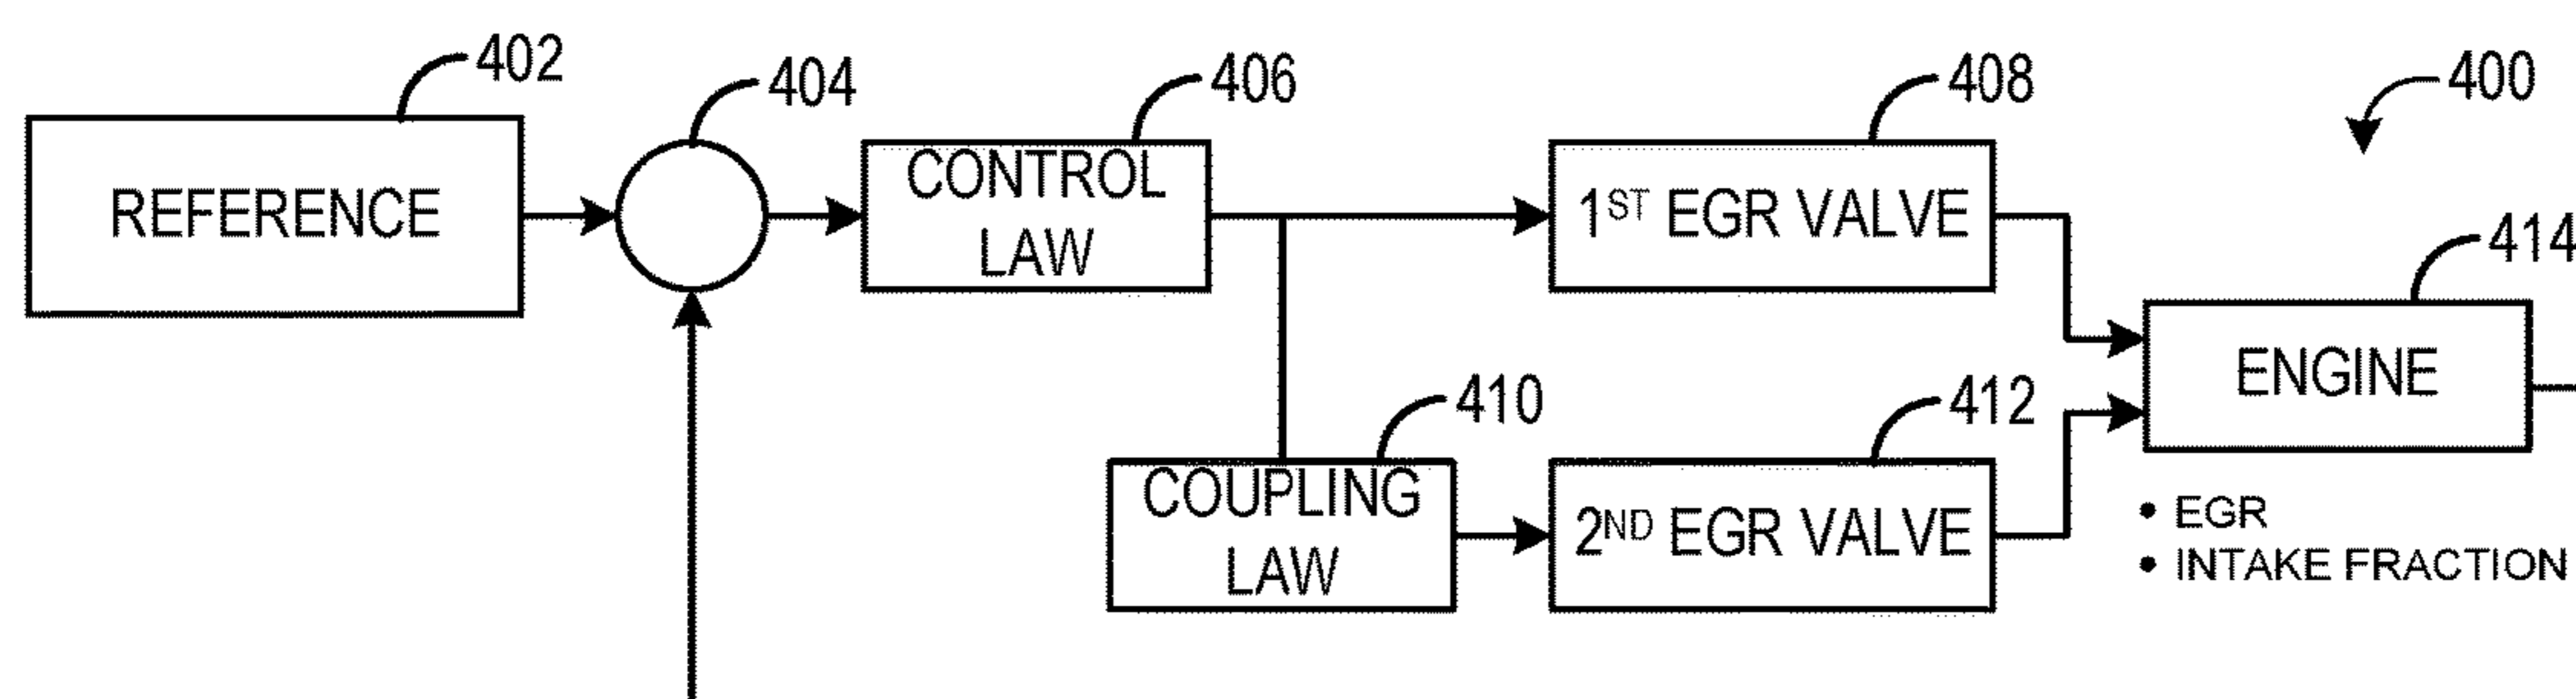 402
404
406
408
400
REFERENCE
CONTROL
LAW
1ST EGR VALVE
414
ENGINE
410
412
COUPLING
LAW
2ND EGR VALVE
• EGR
• INTAKE FRACTION